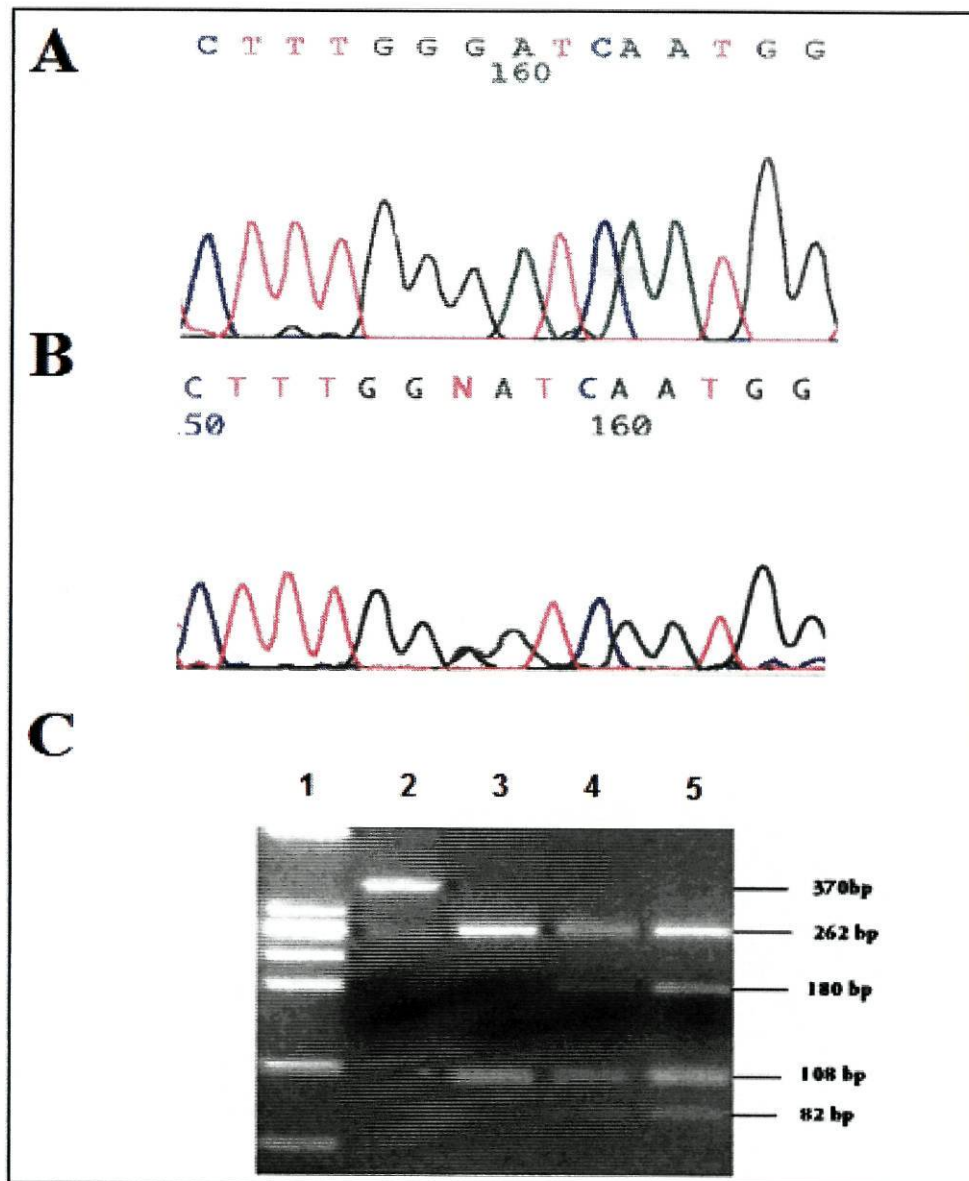 A
C T T T G G G A T C A A T G G
160
B
C T T T G G N A T C A A T G G
.50 160
C
1 2 3 4 5
370bp
262 bp
180 bp
108 bp
82 bp